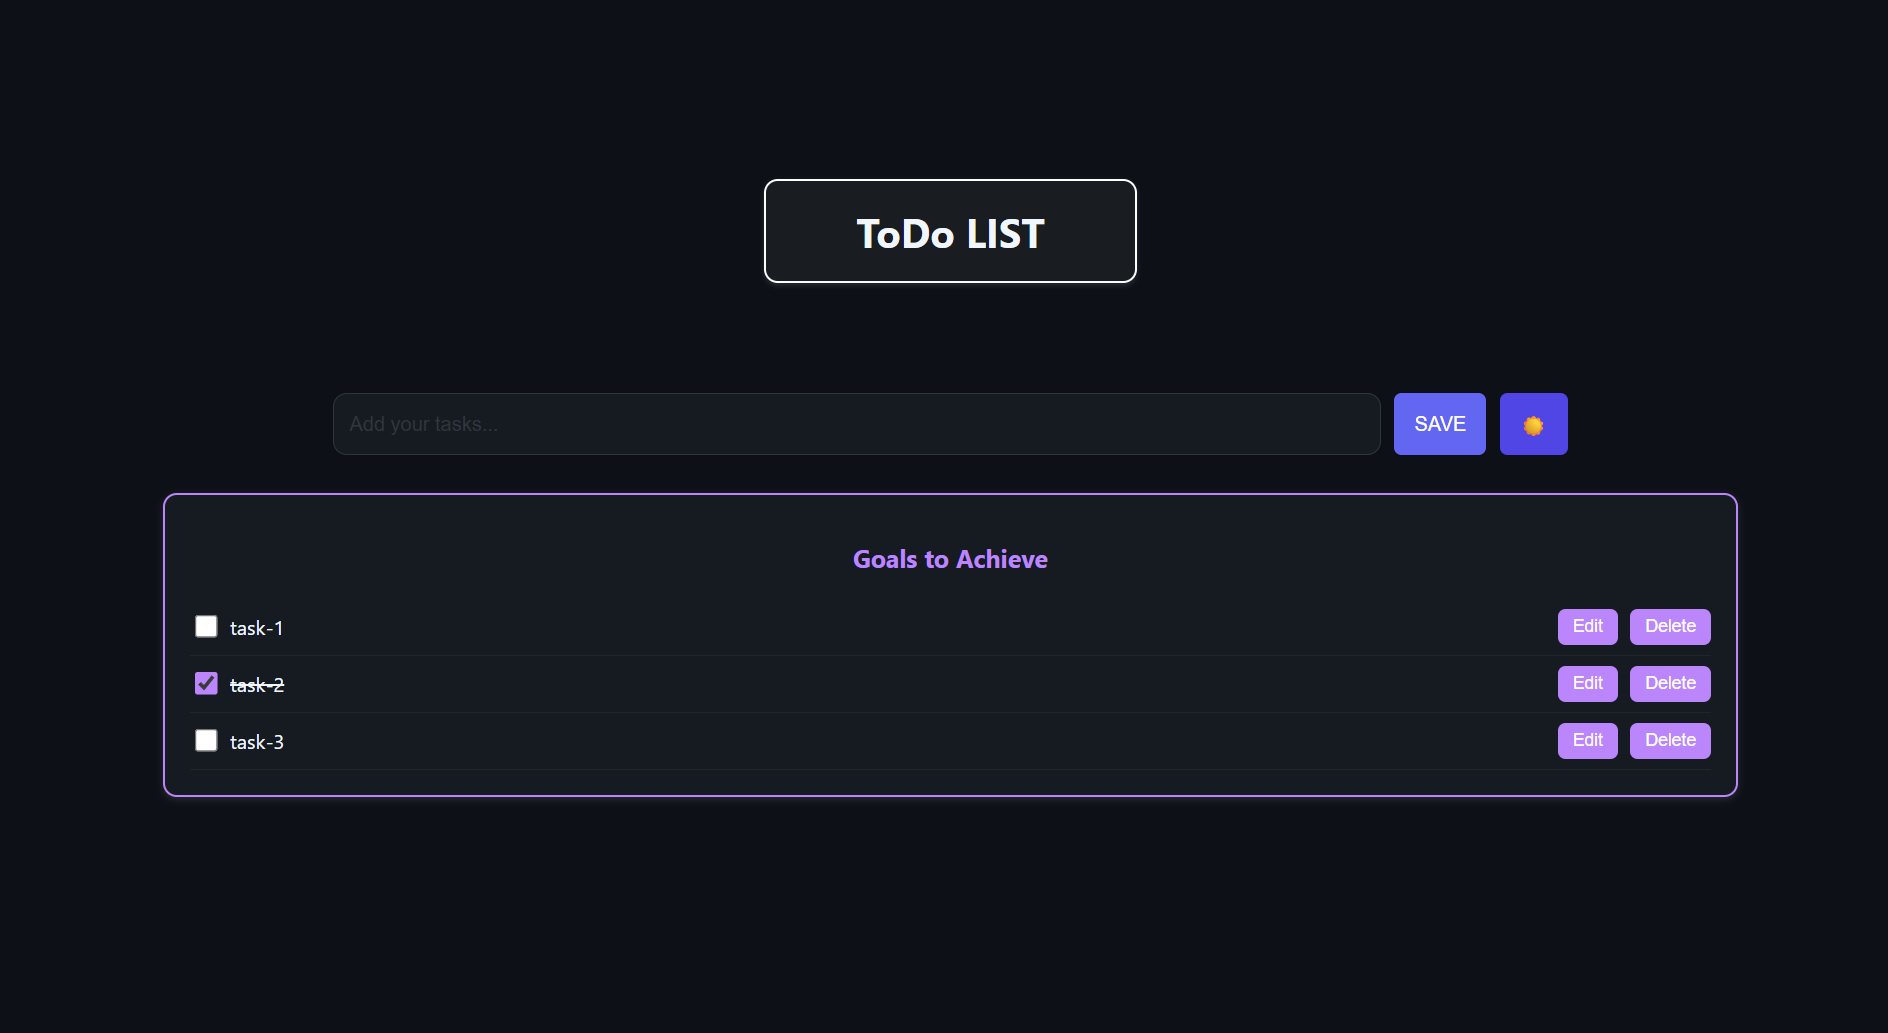 ToDo LIST
Add your tasks...
SAVE
Goals to Achieve
task-1 Edit Delete
task-2 Edit Delete
task-3 Edit Delete